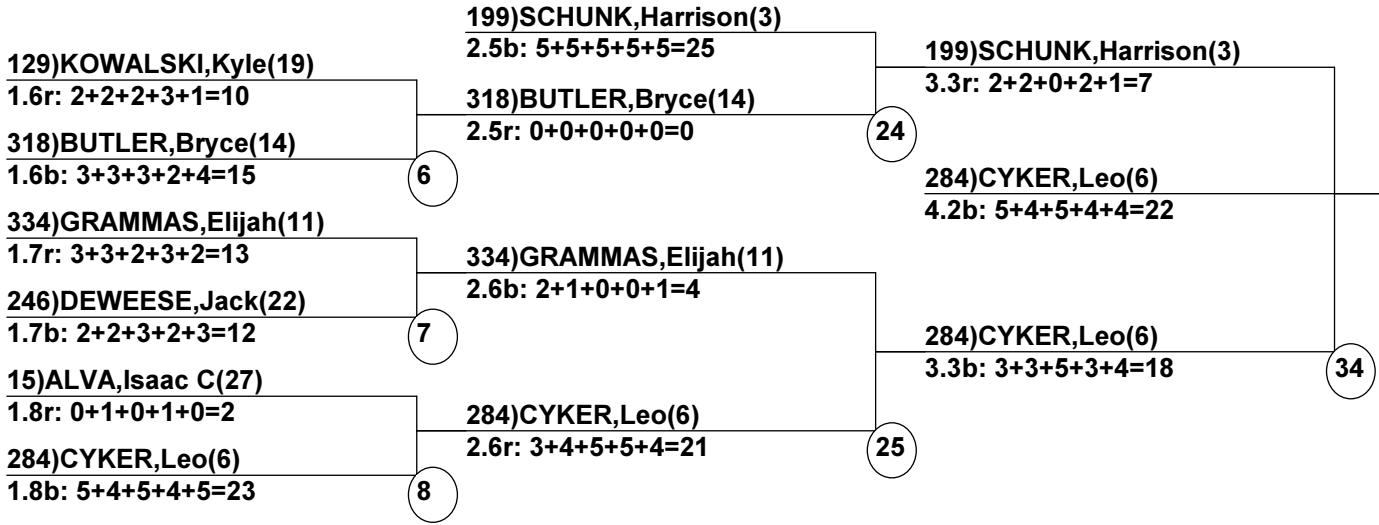 129)KOWALSKI,Kyle(19)
1.6r: 2+2+2+3+1=10
318)BUTLER,Bryce(14)
1.6b: 3+3+3+2+4=15
6
334)GRAMMAS,Elijah(11)
1.7r: 3+3+2+3+2=13
246)DEWEESE,Jack(22)
1.7b: 2+2+3+2+3=12
7
15)ALVA,Isaac C(27)
1.8r: 0+1+0+1+0=2
284)CYKER,Leo(6)
1.8b: 5+4+5+4+5=23
8
199)SCHUNK,Harrison(3)
2.5b: 5+5+5+5+5=25
318)BUTLER,Bryce(14)
2.5r: 0+0+0+0+0=0
24
334)GRAMMAS,Elijah(11)
2.6b: 2+1+0+0+1=4
284)CYKER,Leo(6)
2.6r: 3+4+5+5+4=21
25
199)SCHUNK,Harrison(3)
3.3r: 2+2+0+2+1=7
284)CYKER,Leo(6)
4.2b: 5+4+5+4+4=22
284)CYKER,Leo(6)
3.3b: 3+3+5+3+4=18
34